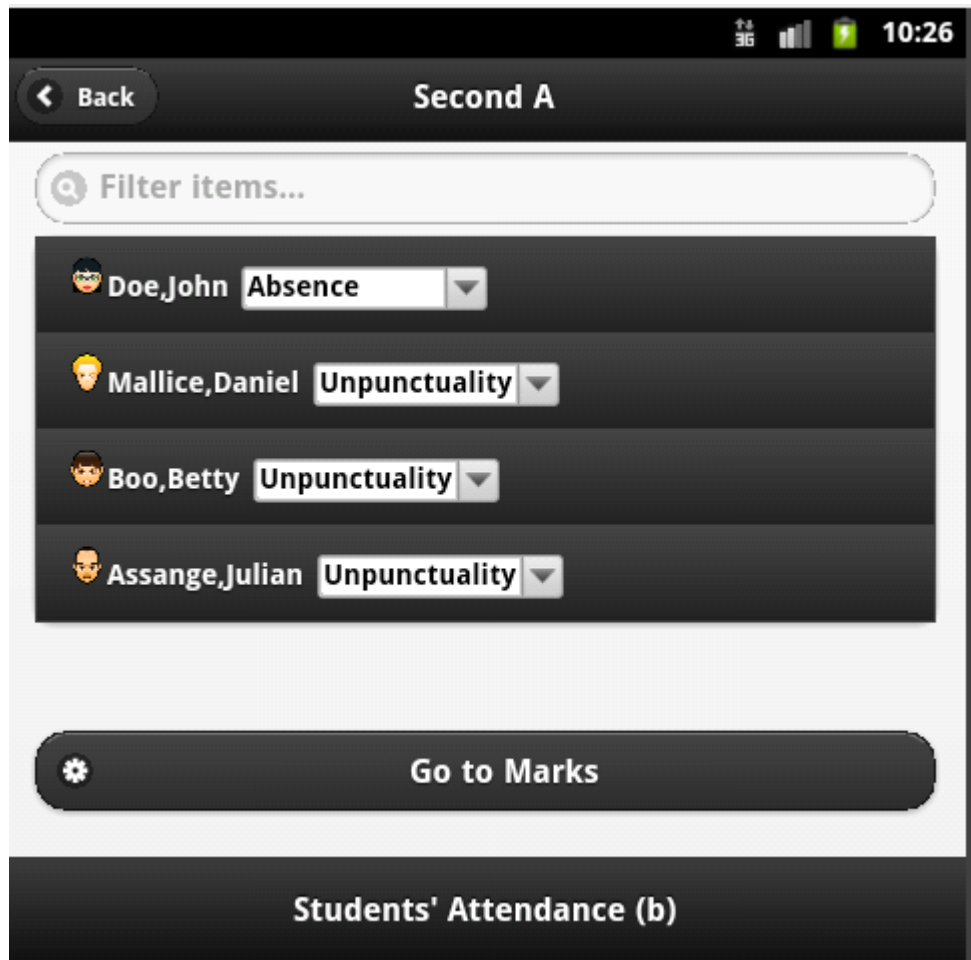 3G 10:26
Back Second A
Filter items...
Doe,John Absence
Mallice,Daniel Unpunctuality
Boo,Betty Unpunctuality
Assange,Julian Unpunctuality
Go to Marks
Students' Attendance (b)